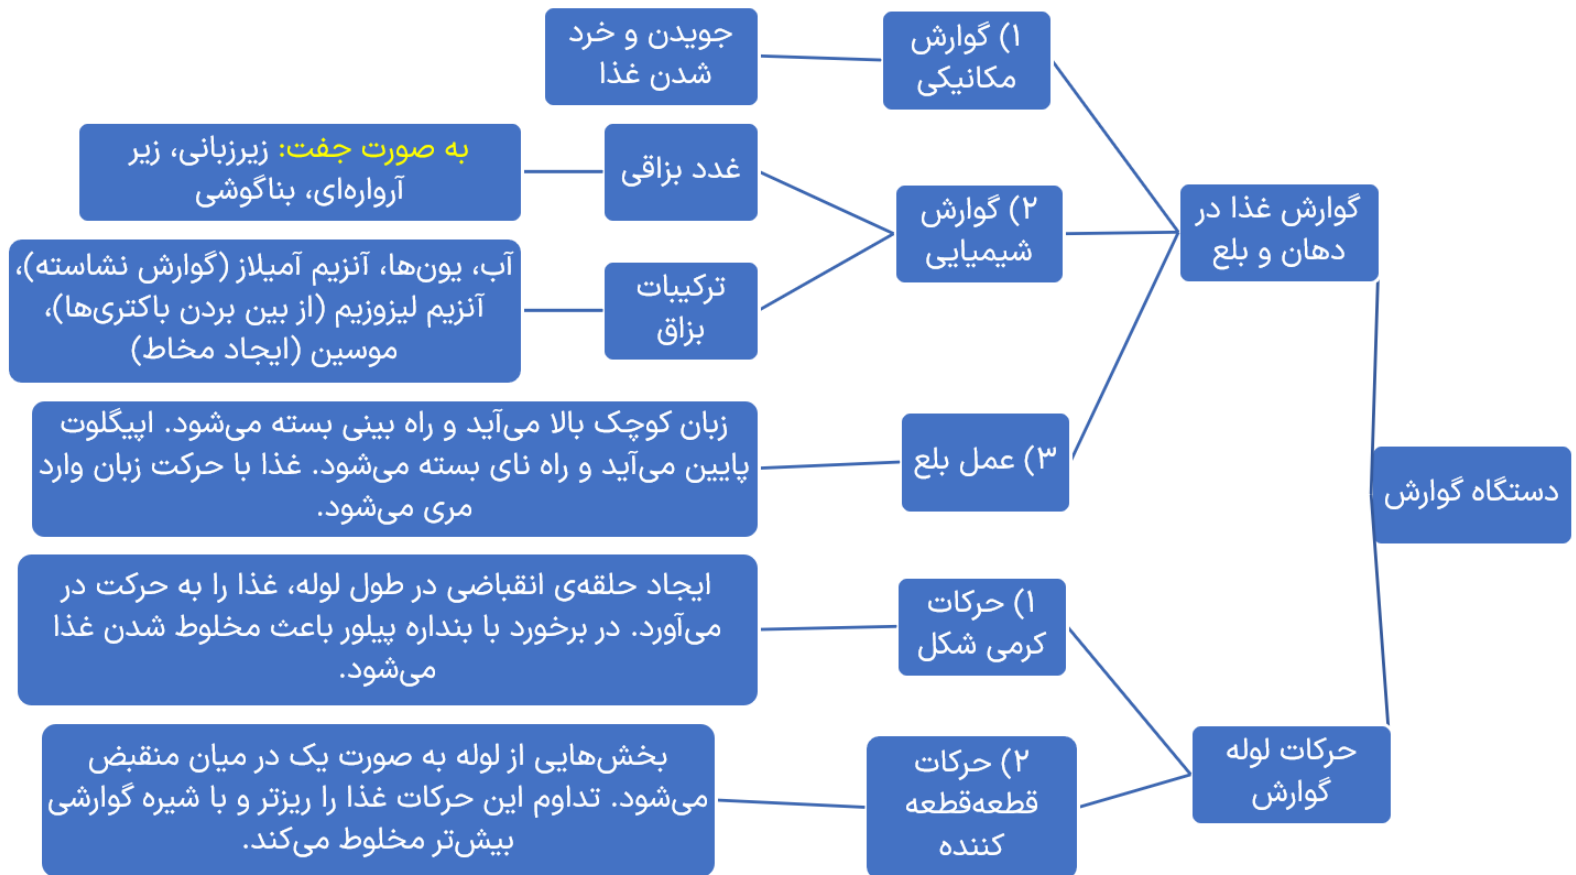 دستگاه گوارش
گوارش غذا در
دهان و بلع
۱) گوارش
مکانیکی
جویدن و خرد
شدن غذا
۲) گوارش
شیمیایی
غدد بزاقی
به صورت جفت: زیرزبانی، زیر
آرواره‌ای، بناگوشی
ترکیبات
بزاق
آب، یون‌ها، آنزیم آمیلاز (گوارش نشاسته)،
آنزیم لیزوزیم (از بین بردن باکتری‌ها)،
موسین (ایجاد مخاط)
۳) عمل بلع
زبان کوچک بالا می‌آید و راه بینی بسته می‌شود. اپیگلوت
پایین می‌آید و راه نای بسته می‌شود. غذا با حرکت زبان وارد
مری می‌شود.
حرکات لوله
گوارش
۱) حرکات
کرمی شکل
ایجاد حلقه‌ی انقباضی در طول لوله، غذا را به حرکت در
می‌آورد. در برخورد با بنداره پیلور باعث مخلوط شدن غذا
می‌شود.
۲) حرکات
قطعه‌قطعه
کننده
بخش‌هایی از لوله به صورت یک در میان منقبض
می‌شود. تداوم این حرکات غذا را ریزتر و با شیره گوارشی
بیش‌تر مخلوط می‌کند.